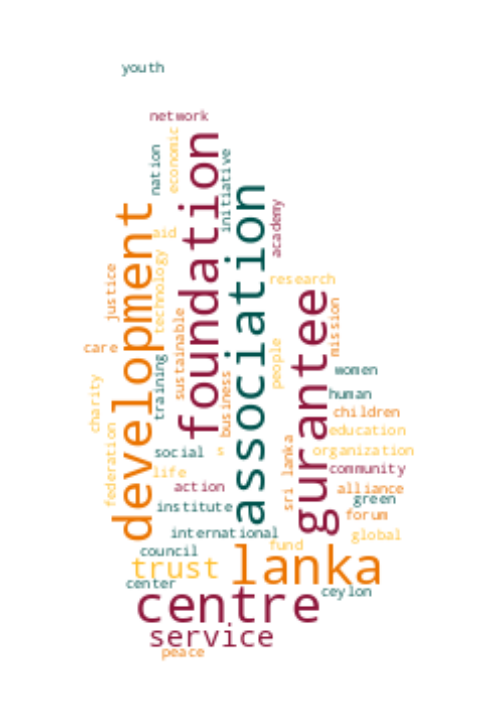 youth
network
economic
nation
foundation
initiative
association
development
aid
academy
technology
justice
research
gurantee
mission
sustainable
people
care
training
business
women
charity
human
children
federation
education
social
s
sri lanka
organization
life
community
action
alliance
institute
green
forum
international
global
fund
council
lanka
trust
center
ceylon
centre
service
peace